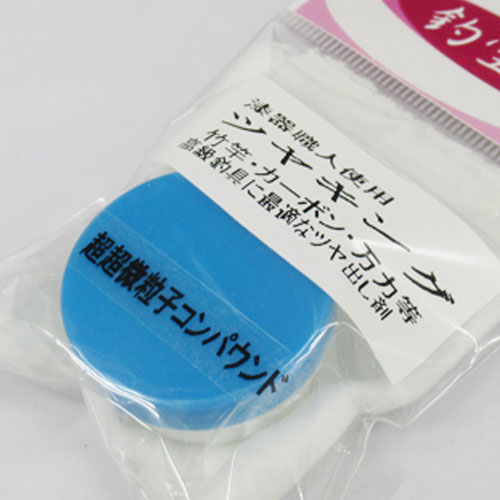 釣
漆器職人使用
ツヤキング
竹竿・カーボン・万力等
高級釣具に最適なツヤ出し剤
超超微粒子コンパウンド